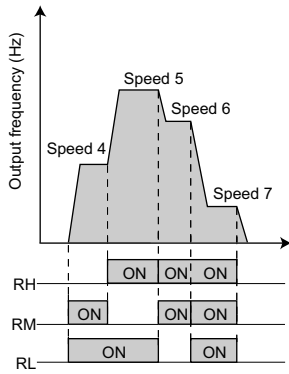 Output frequency (Hz)
Speed 5
Speed 6
Speed 4
Speed 7
ON ON ON
RH
ON ON ON
RM
ON ON
RL